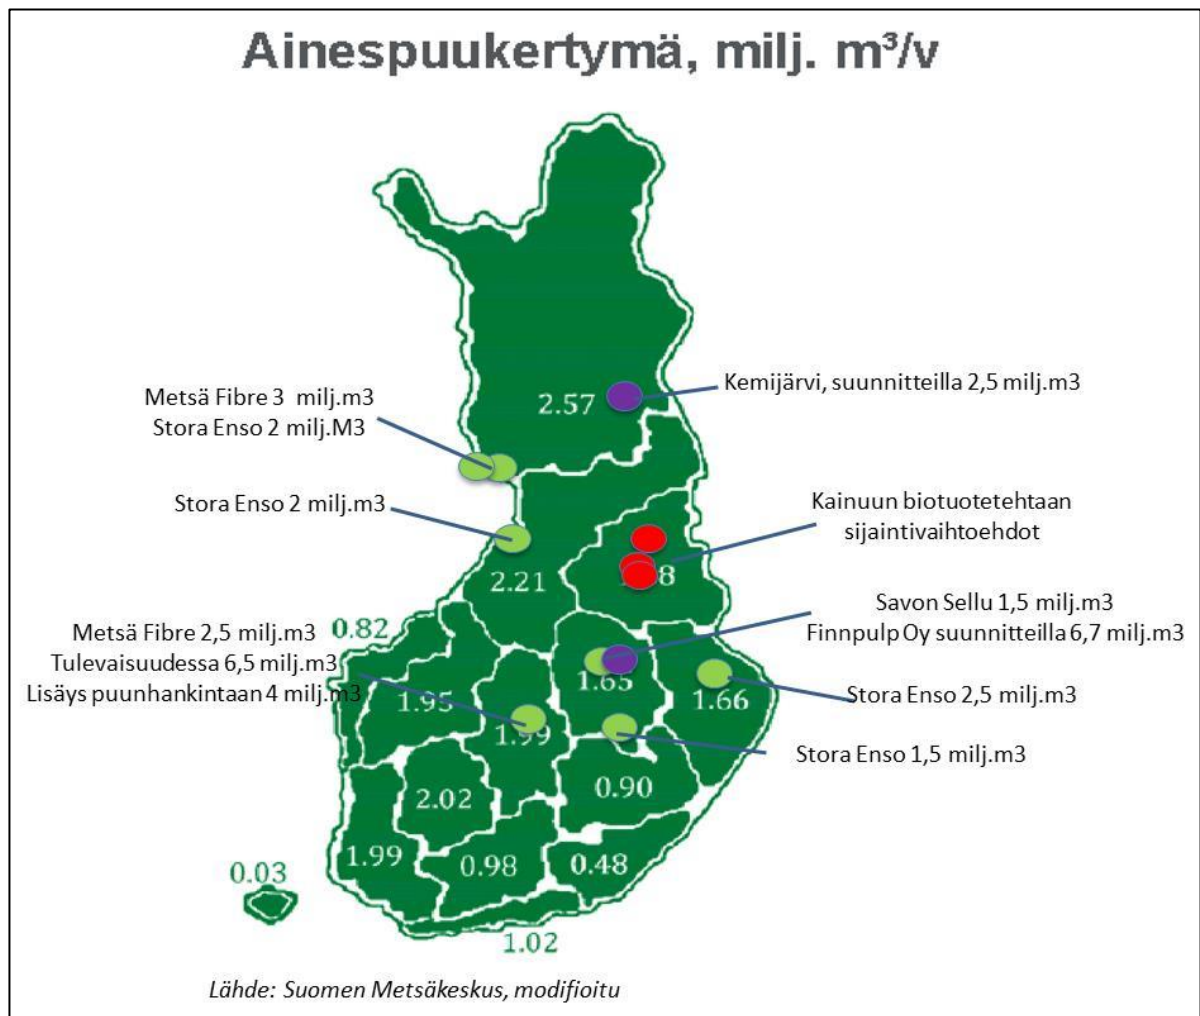 Ainespuukertymä, milj. m³/v
2.57
Kemijärvi, suunnitteilla 2,5 milj.m3
Metsä Fibre 3 milj.m3
Stora Enso 2 milj.M3
Stora Enso 2 milj.m3
Kainuun biotuotetehtaan
sijaintivaihtoehdot
8
2.21
Savon Sellu 1,5 milj.m3
Finnpulp Oy suunnitteilla 6,7 milj.m3
0.82
Metsä Fibre 2,5 milj.m3
Tulevaisuudessa 6,5 milj.m3
Lisäys puunhankintaan 4 milj.m3
1.95
1.65
1.66
Stora Enso 2,5 milj.m3
1.99
Stora Enso 1,5 milj.m3
0.90
2.02
1.99
0.98
0.48
0.03
1.02
Lähde: Suomen Metsäkeskus, modifioitu